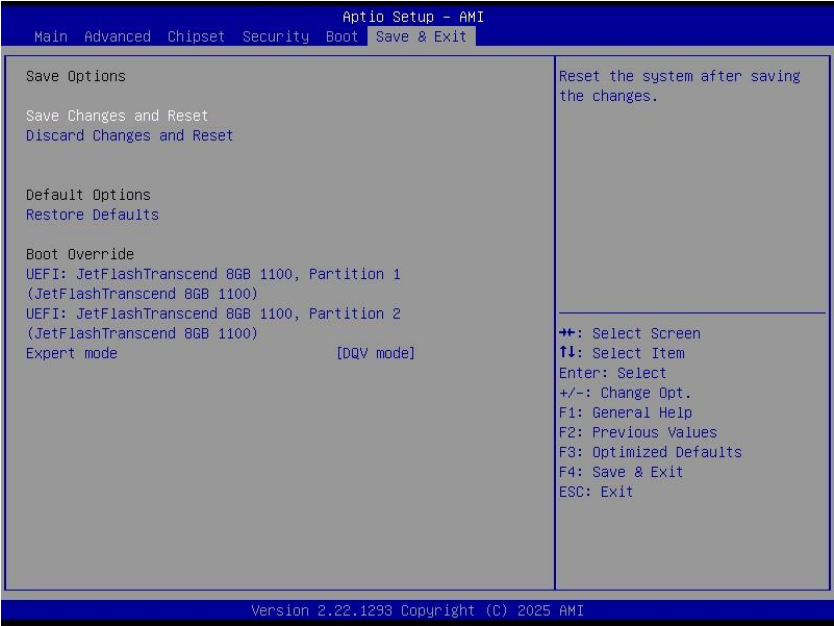 Aptio Setup – AMI
Main Advanced Chipset Security Boot Save & Exit
Save Options
Save Changes and Reset
Discard Changes and Reset
Default Options
Restore Defaults
Boot Override
UEFI: JetFlashTranscend 8GB 1100, Partition 1
(JetFlashTranscend 8GB 1100)
UEFI: JetFlashTranscend 8GB 1100, Partition 2
(JetFlashTranscend 8GB 1100)
Expert mode [DQV mode]
Reset the system after saving
the changes.
→←: Select Screen
↑↓: Select Item
Enter: Select
+/-: Change Opt.
F1: General Help
F2: Previous Values
F3: Optimized Defaults
F4: Save & Exit
ESC: Exit
Version 2.22.1293 Copyright (C) 2025 AMI